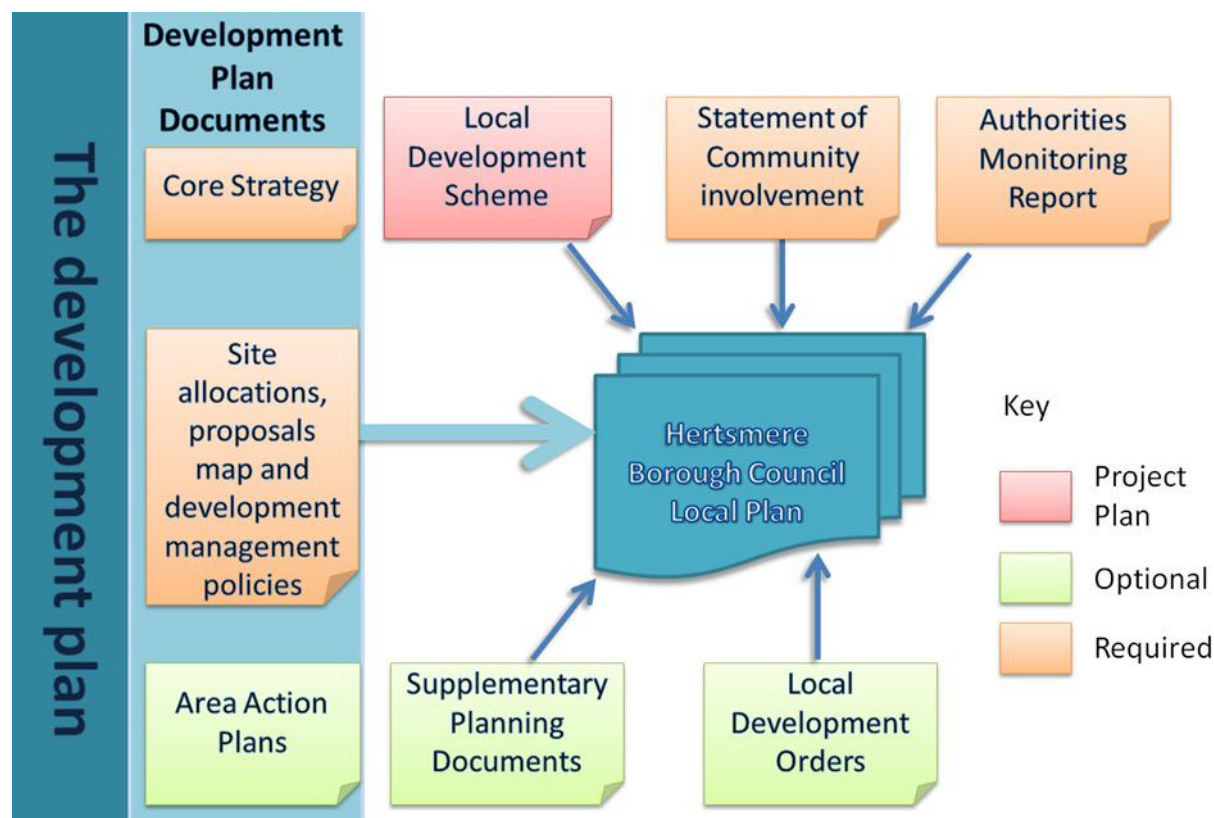 The development plan
Development
Plan
Documents
Core Strategy
Site
allocations,
proposals
map and
development
management
policies
Area Action
Plans
Local
Development
Scheme
Statement of
Community
involvement
Authorities
Monitoring
Report
Hertsmere
Borough Council
Local Plan
Supplementary
Planning
Documents
Local
Development
Orders
Key
Project
Plan
Optional
Required